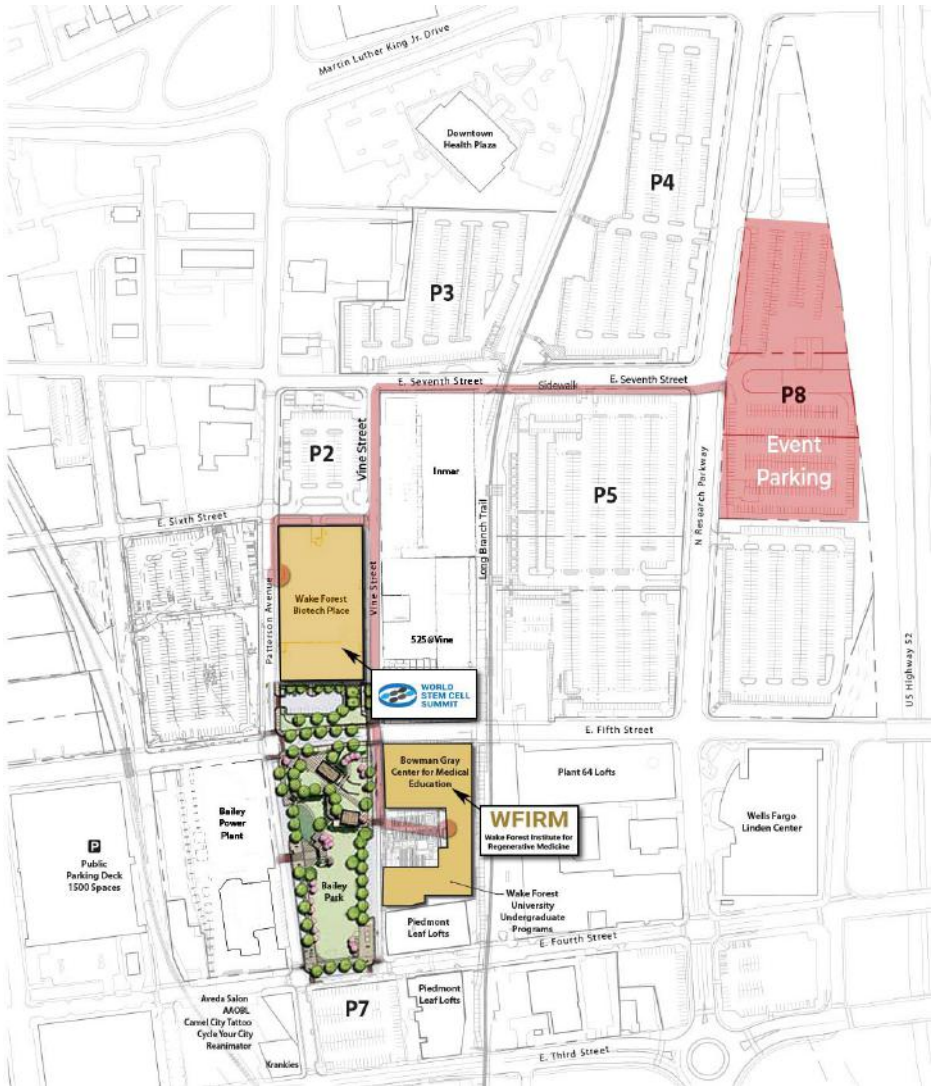 Martin Luther King Jr. Drive
Downtown
Health Plaza
P4
P3
E. Seventh Street
Sidewalk
E. Seventh Street
P8
Event
Parking
P2
Vine Street
Inmar
P5
N Research Parkway
Long Branch Trail
E. Sixth Street
Patterson Avenue
Wake Forest
Biotech Place
Vine Street
525@Vine
US Highway 52
WORLD
STEM CELL
SUMMIT
E. Fifth Street
Bowman Gray
Center for Medical
Education
Plant 64 Lofts
WFIRM
Wake Forest Institute for
Regenerative Medicine
Wells Fargo
Linden Center
Bailey
Power
Plant
P
Public
Parking Deck
1500 Spaces
Bailey
Park
Wake Forest
University
Undergraduate
Programs
Piedmont
Leaf Lofts
E. Fourth Street
Aveda Salon
AAOBL
Camel City Tattoo
Cycle Your City
Reanimator
Krankies
P7
Piedmont
Leaf Lofts
E. Third Street